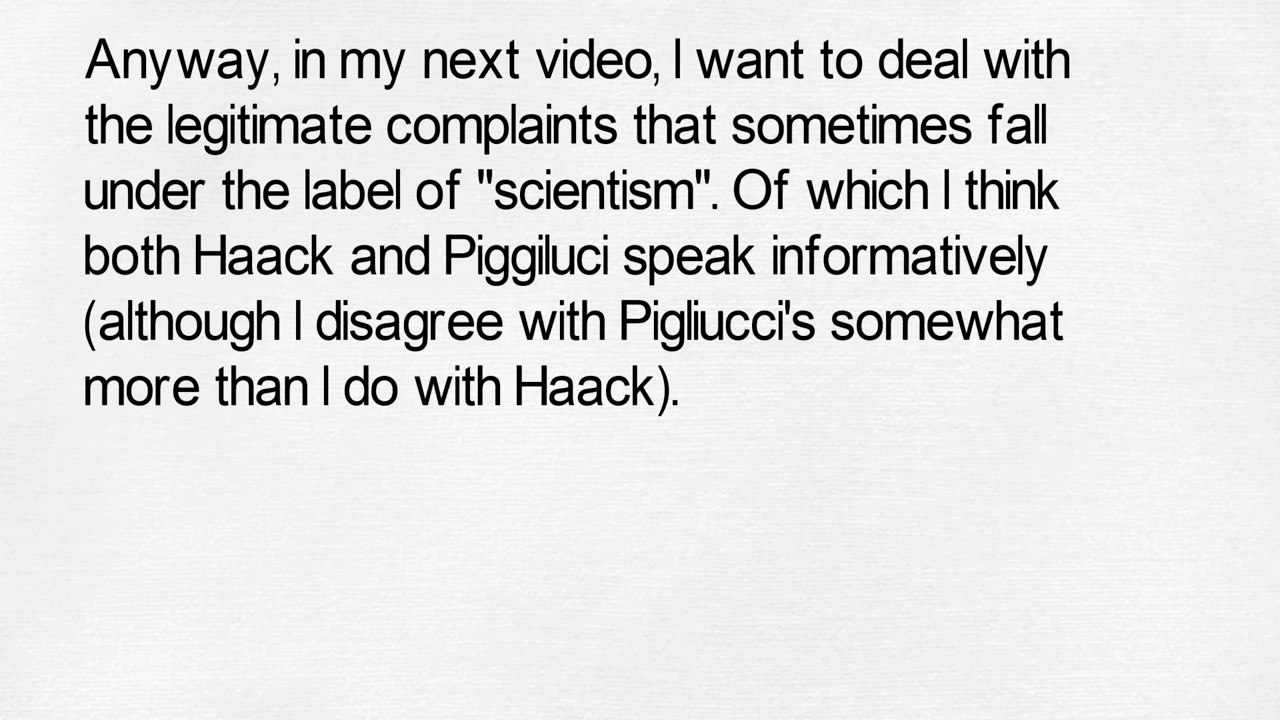 Anyway, in my next video, I want to deal with
the legitimate complaints that sometimes fall
under the label of "scientism". Of which I think
both Haack and Piggiluci speak informatively
(although I disagree with Pigliucci's somewhat
more than I do with Haack).